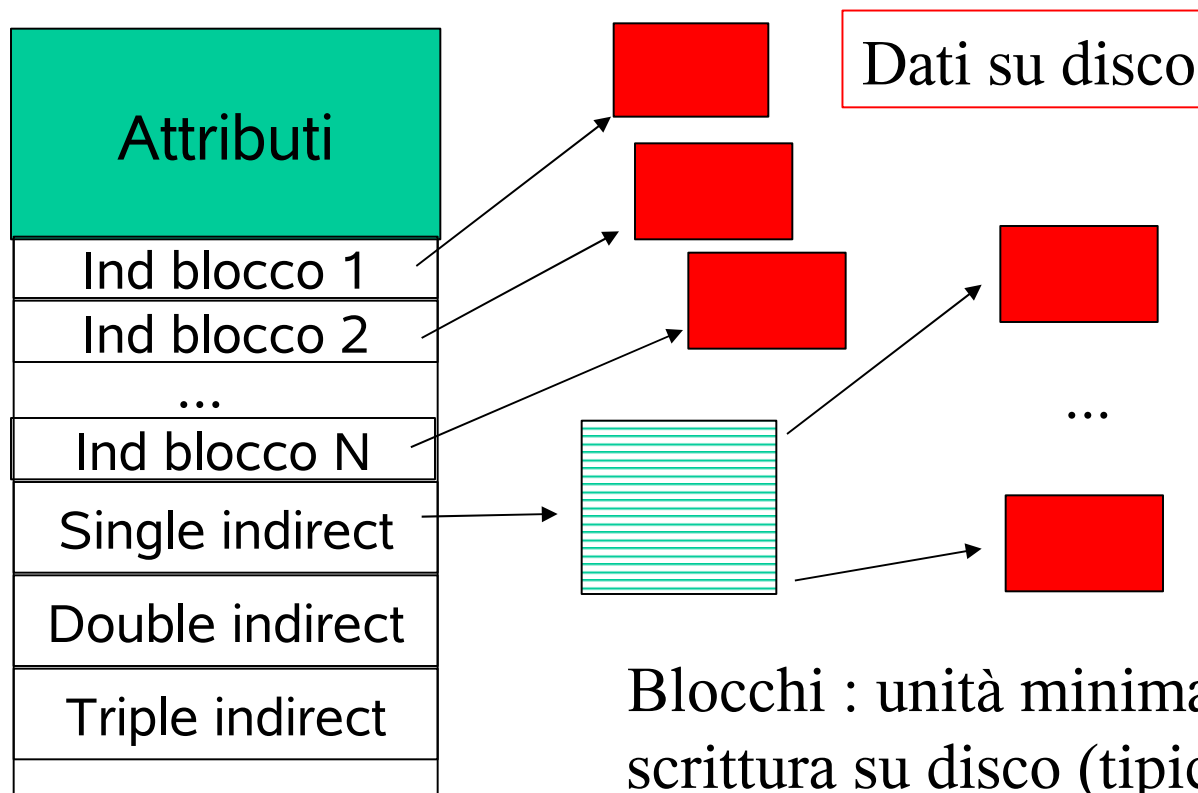 Dati su disco
Attributi
Ind blocco 1
Ind blocco 2
...
Ind blocco N
Single indirect
Double indirect
Triple indirect
...
Blocchi : unità minima
scrittura su disco (tipic